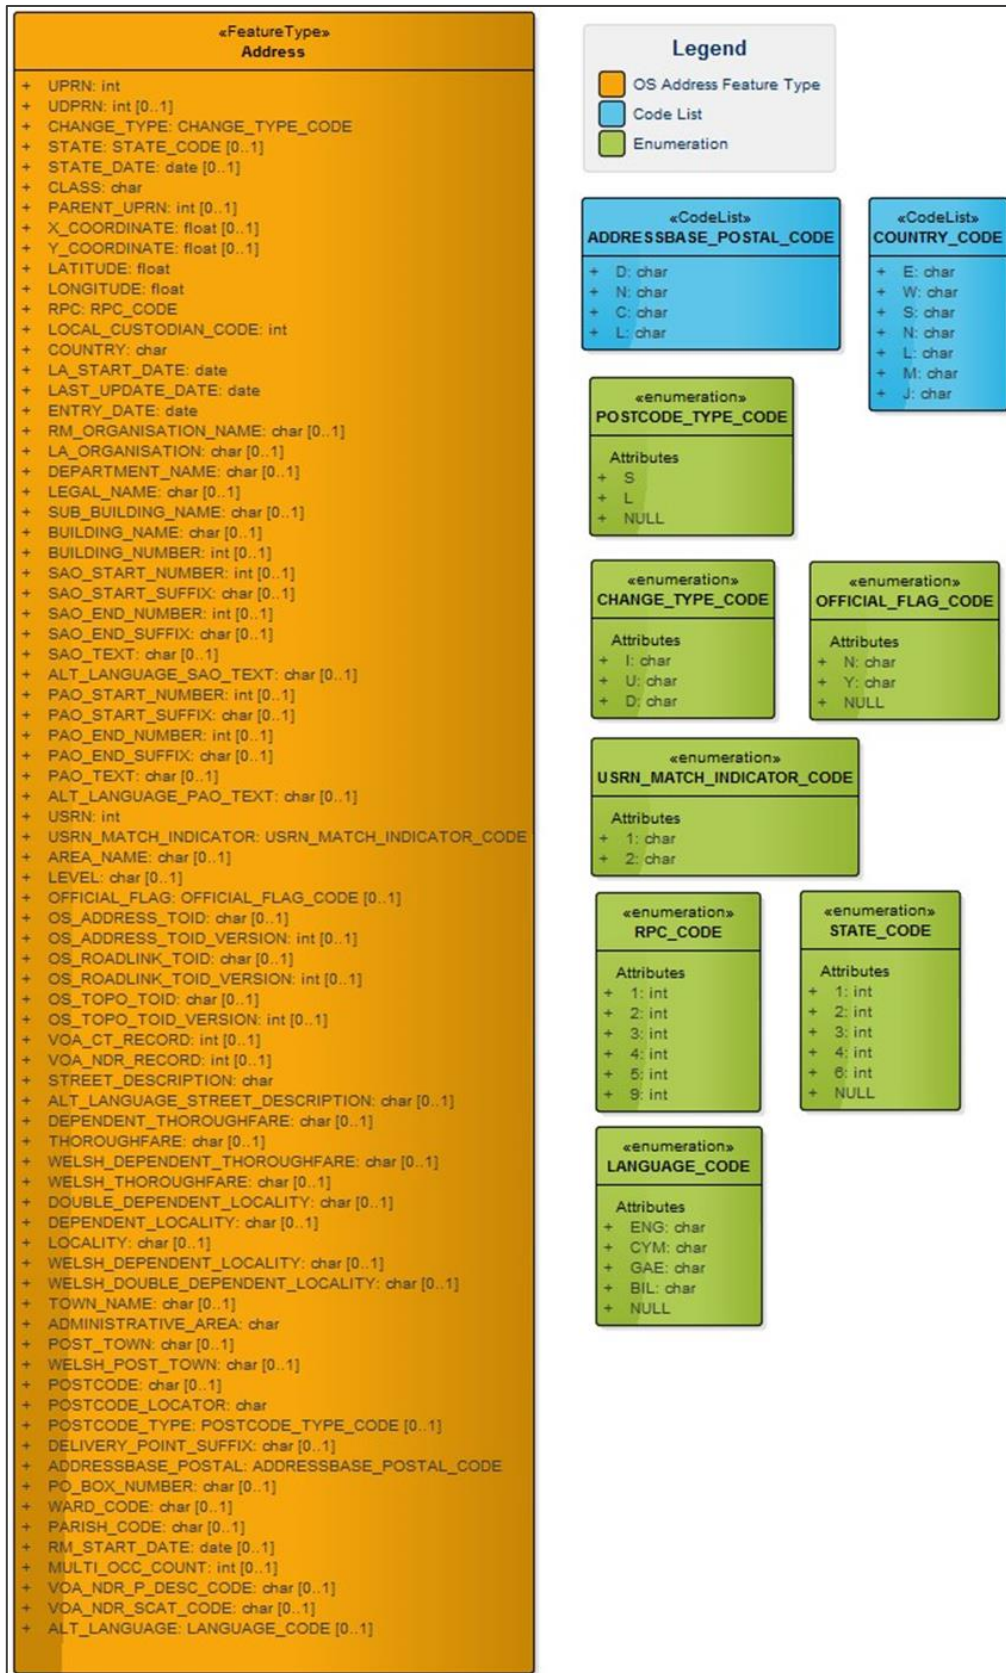 «FeatureType»
Address
+ UPRN: int
+ UDPRN: int [0..1]
+ CHANGE_TYPE: CHANGE_TYPE_CODE
+ STATE: STATE_CODE [0..1]
+ STATE_DATE: date [0..1]
+ CLASS: char
+ PARENT_UPRN: int [0..1]
+ X_COORDINATE: float [0..1]
+ Y_COORDINATE: float [0..1]
+ LATITUDE: float
+ LONGITUDE: float
+ RPC: RPC_CODE
+ LOCAL_CUSTODIAN_CODE: int
+ COUNTRY: char
+ LA_START_DATE: date
+ LAST_UPDATE_DATE: date
+ ENTRY_DATE: date
+ RM_ORGANISATION_NAME: char [0..1]
+ LA_ORGANISATION: char [0..1]
+ DEPARTMENT_NAME: char [0..1]
+ LEGAL_NAME: char [0..1]
+ SUB_BUILDING_NAME: char [0..1]
+ BUILDING_NAME: char [0..1]
+ BUILDING_NUMBER: int [0..1]
+ SAO_START_NUMBER: int [0..1]
+ SAO_START_SUFFIX: char [0..1]
+ SAO_END_NUMBER: int [0..1]
+ SAO_END_SUFFIX: char [0..1]
+ SAO_TEXT: char [0..1]
+ ALT_LANGUAGE_SAO_TEXT: char [0..1]
+ PAO_START_NUMBER: int [0..1]
+ PAO_START_SUFFIX: char [0..1]
+ PAO_END_NUMBER: int [0..1]
+ PAO_END_SUFFIX: char [0..1]
+ PAO_TEXT: char [0..1]
+ ALT_LANGUAGE_PAO_TEXT: char [0..1]
+ USRN: int
+ USRN_MATCH_INDICATOR: USRN_MATCH_INDICATOR_CODE
+ AREA_NAME: char [0..1]
+ LEVEL: char [0..1]
+ OFFICIAL_FLAG: OFFICIAL_FLAG_CODE [0..1]
+ OS_ADDRESS_TOID: char [0..1]
+ OS_ADDRESS_TOID_VERSION: int [0..1]
+ OS_ROADLINK_TOID: char [0..1]
+ OS_ROADLINK_TOID_VERSION: int [0..1]
+ OS_TOPO_TOID: char [0..1]
+ OS_TOPO_TOID_VERSION: int [0..1]
+ VOA_CT_RECORD: int [0..1]
+ VOA_NDR_RECORD: int [0..1]
+ STREET_DESCRIPTION: char
+ ALT_LANGUAGE_STREET_DESCRIPTION: char [0..1]
+ DEPENDENT_THOROUGHFARE: char [0..1]
+ THOROUGHFARE: char [0..1]
+ WELSH_DEPENDENT_THOROUGHFARE: char [0..1]
+ WELSH_THOROUGHFARE: char [0..1]
+ DOUBLE_DEPENDENT_LOCALITY: char [0..1]
+ DEPENDENT_LOCALITY: char [0..1]
+ LOCALITY: char [0..1]
+ WELSH_DEPENDENT_LOCALITY: char [0..1]
+ WELSH_DOUBLE_DEPENDENT_LOCALITY: char [0..1]
+ TOWN_NAME: char [0..1]
+ ADMINISTRATIVE_AREA: char
+ POST_TOWN: char [0..1]
+ WELSH_POST_TOWN: char [0..1]
+ POSTCODE: char [0..1]
+ POSTCODE_LOCATOR: char
+ POSTCODE_TYPE: POSTCODE_TYPE_CODE [0..1]
+ DELIVERY_POINT_SUFFIX: char [0..1]
+ ADDRESSBASE_POSTAL: ADDRESSBASE_POSTAL_CODE
+ PO_BOX_NUMBER: char [0..1]
+ WARD_CODE: char [0..1]
+ PARISH_CODE: char [0..1]
+ RM_START_DATE: date [0..1]
+ MULTI_OCC_COUNT: int [0..1]
+ VOA_NDR_P_DESC_CODE: char [0..1]
+ VOA_NDR_SCAT_CODE: char [0..1]
+ ALT_LANGUAGE: LANGUAGE_CODE [0..1]
Legend
OS Address Feature Type
Code List
Enumeration
«CodeList»
ADDRESSBASE_POSTAL_CODE
+ D: char
+ N: char
+ C: char
+ L: char
«CodeList»
COUNTRY_CODE
+ E: char
+ W: char
+ S: char
+ N: char
+ L: char
+ M: char
+ J: char
«enumeration»
POSTCODE_TYPE_CODE
Attributes
+ S
+ L
+ NULL
«enumeration»
CHANGE_TYPE_CODE
Attributes
+ I: char
+ U: char
+ D: char
«enumeration»
OFFICIAL_FLAG_CODE
Attributes
+ N: char
+ Y: char
+ NULL
«enumeration»
USRN_MATCH_INDICATOR_CODE
Attributes
+ 1: char
+ 2: char
«enumeration»
RPC_CODE
Attributes
+ 1: int
+ 2: int
+ 3: int
+ 4: int
+ 5: int
+ 9: int
«enumeration»
STATE_CODE
Attributes
+ 1: int
+ 2: int
+ 3: int
+ 4: int
+ 6: int
+ NULL
«enumeration»
LANGUAGE_CODE
Attributes
+ ENG: char
+ CYM: char
+ GAE: char
+ BIL: char
+ NULL